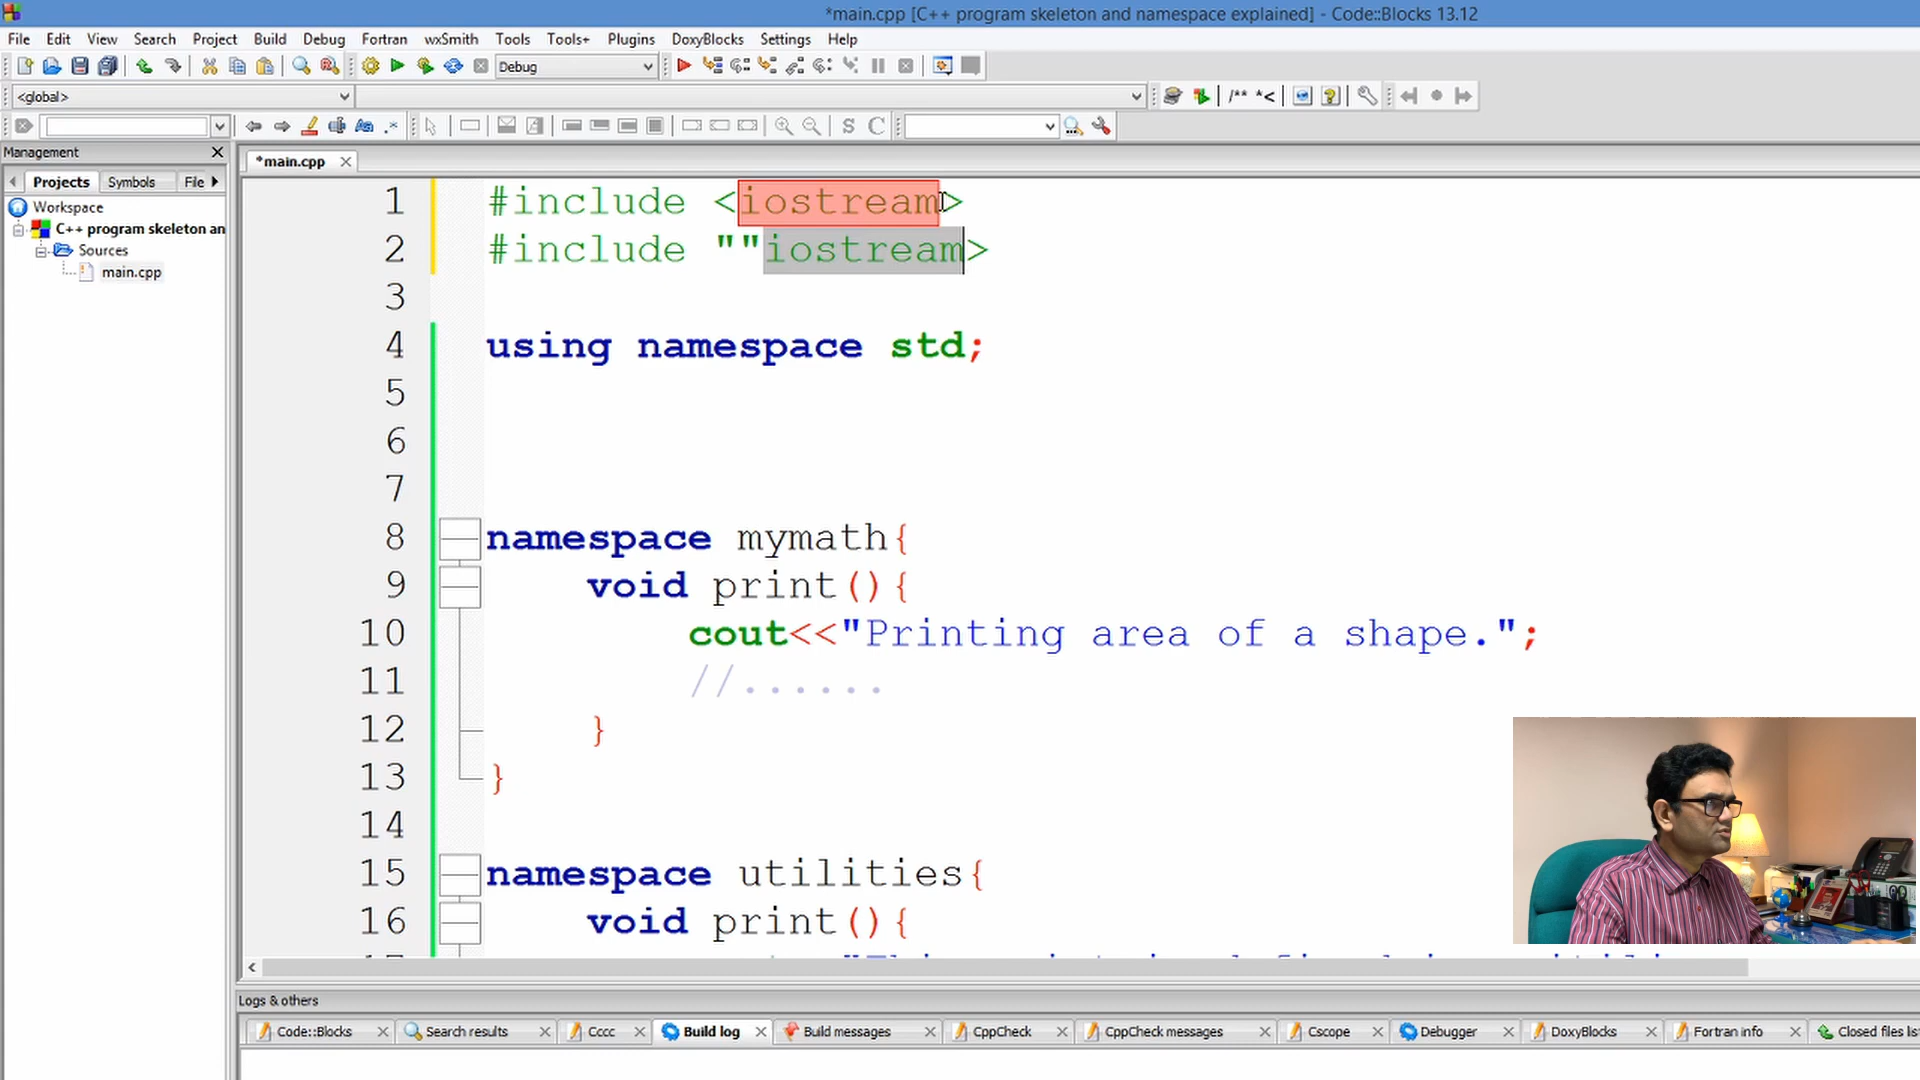 *main.cpp [C++ program skeleton and namespace explained] - Code::Blocks 13.12
File Edit View Search Project Build Debug Fortran wxSmith Tools Tools+ Plugins DoxyBlocks Settings Help
Debug
<global>
/** *<
S C
Management
*main.cpp
Projects Symbols File
Workspace
C++ program skeleton an
Sources
main.cpp
1 #include <iostream>
2 #include ""iostream>
3
4 using namespace std;
5
6
7
8 namespace mymath{
9 void print(){
10 cout<<"Printing area of a shape.";
11 //......
12 }
13 }
14
15 namespace utilities{
16 void print(){
Logs & others
Code::Blocks Search results Cccc Build log Build messages CppCheck CppCheck messages Cscope Debugger DoxyBlocks Fortran info Closed files lis